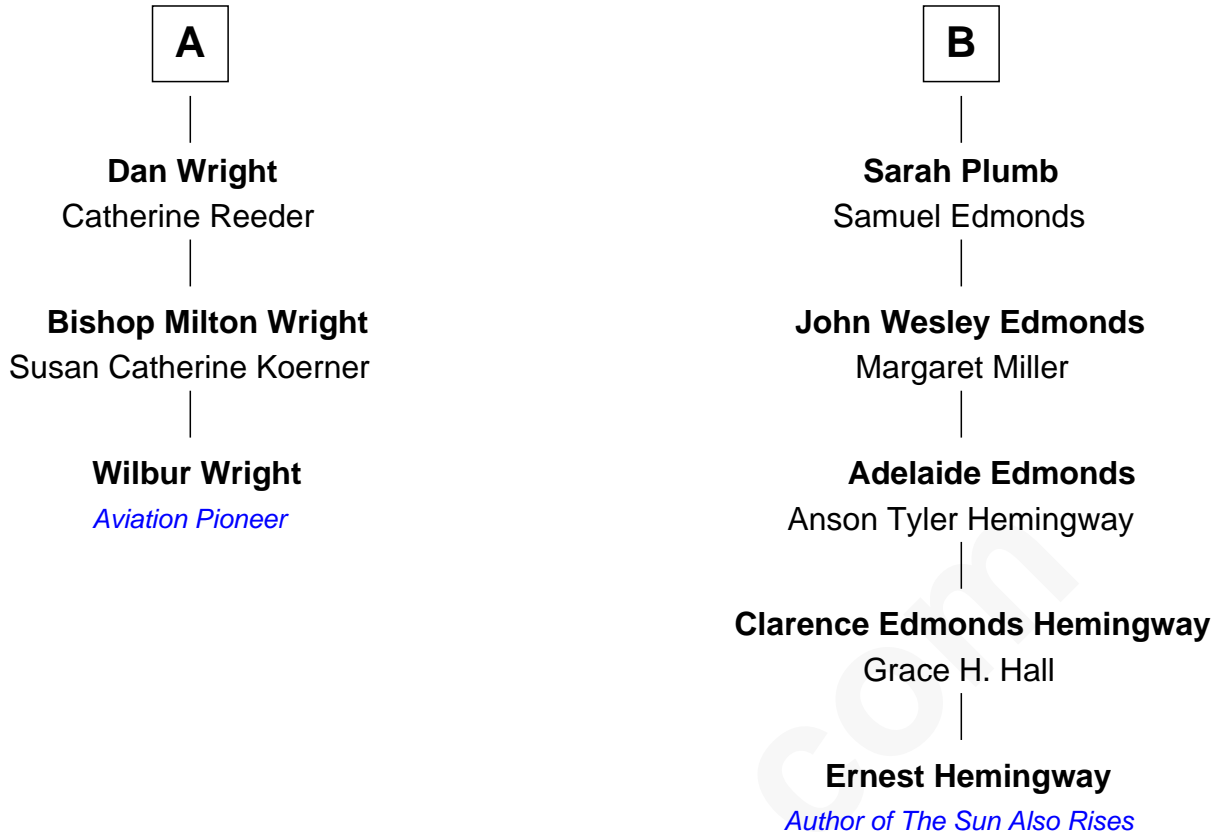 A
Dan Wright
Catherine Reeder
Bishop Milton Wright
Susan Catherine Koerner
Wilbur Wright
Aviation Pioneer
B
Sarah Plumb
Samuel Edmonds
John Wesley Edmonds
Margaret Miller
Adelaide Edmonds
Anson Tyler Hemingway
Clarence Edmonds Hemingway
Grace H. Hall
Ernest Hemingway
Author of The Sun Also Rises
com